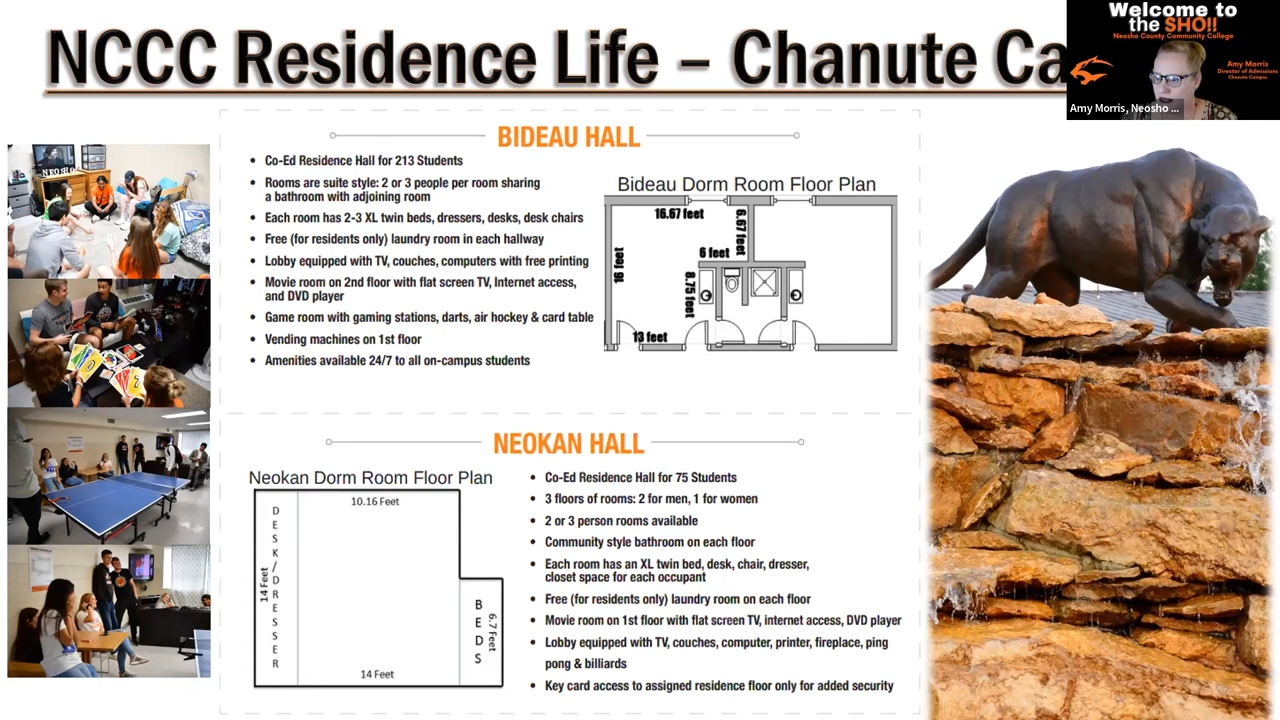 NCCC Residence Life – Chanute Ca
Welcome to
the SHO!!
Neosho County Community College
Amy Morris
Director of Admissions
Chanute Campus
Amy Morris, Neosho ...
BIDEAU HALL
• Co-Ed Residence Hall for 213 Students
• Rooms are suite style: 2 or 3 people per room sharing
a bathroom with adjoining room
• Each room has 2-3 XL twin beds, dressers, desks, desk chairs
• Free (for residents only) laundry room in each hallway
• Lobby equipped with TV, couches, computers with free printing
• Movie room on 2nd floor with flat screen TV, Internet access,
and DVD player
• Game room with gaming stations, darts, air hockey & card table
• Vending machines on 1st floor
• Amenities available 24/7 to all on-campus students
Bideau Dorm Room Floor Plan
16.67 feet
6.67 feet
6 feet
16 feet
8.75 feet
13 feet
NEOKAN HALL
Neokan Dorm Room Floor Plan
10.16 Feet
DESK/DRESSER
14 Feet
BEDS
6.7 Feet
14 Feet
• Co-Ed Residence Hall for 75 Students
• 3 floors of rooms: 2 for men, 1 for women
• 2 or 3 person rooms available
• Community style bathroom on each floor
• Each room has an XL twin bed, desk, chair, dresser,
closet space for each occupant
• Free (for residents only) laundry room on each floor
• Movie room on 1st floor with flat screen TV, internet access, DVD player
• Lobby equipped with TV, couches, computer, printer, fireplace, ping
pong & billiards
• Key card access to assigned residence floor only for added security
NEOSHO